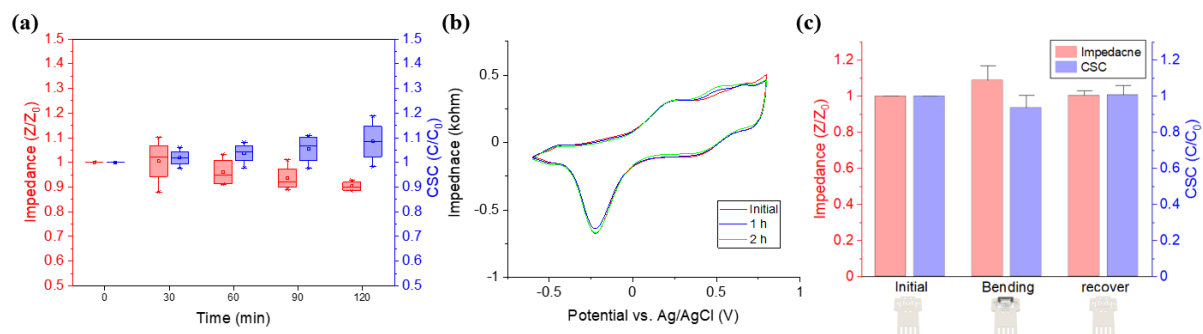 (a)
1.5
1.4
1.3
1.2
1.1
1
0.9
0.8
0.7
0.6
0.5
Impedance (Z/Z0)
0 30 60 90 120
Time (min)
1.5
1.4
1.3
1.2
1.1
1
0.9
0.8
0.7
0.6
0.5
CSC (C/C0)
(b)
0.5
0
-0.5
-1
Impednace (kohm)
-0.5 0 0.5 1
Potential vs. Ag/AgCl (V)
Initial
1 h
2 h
(c)
1.2
1
0.8
0.6
0.4
0.2
0
Impedance (Z/Z0)
Impedacne
CSC
Initial Bending recover
1.2
1
0.8
0.6
0.4
0.2
0
CSC (C/C0)